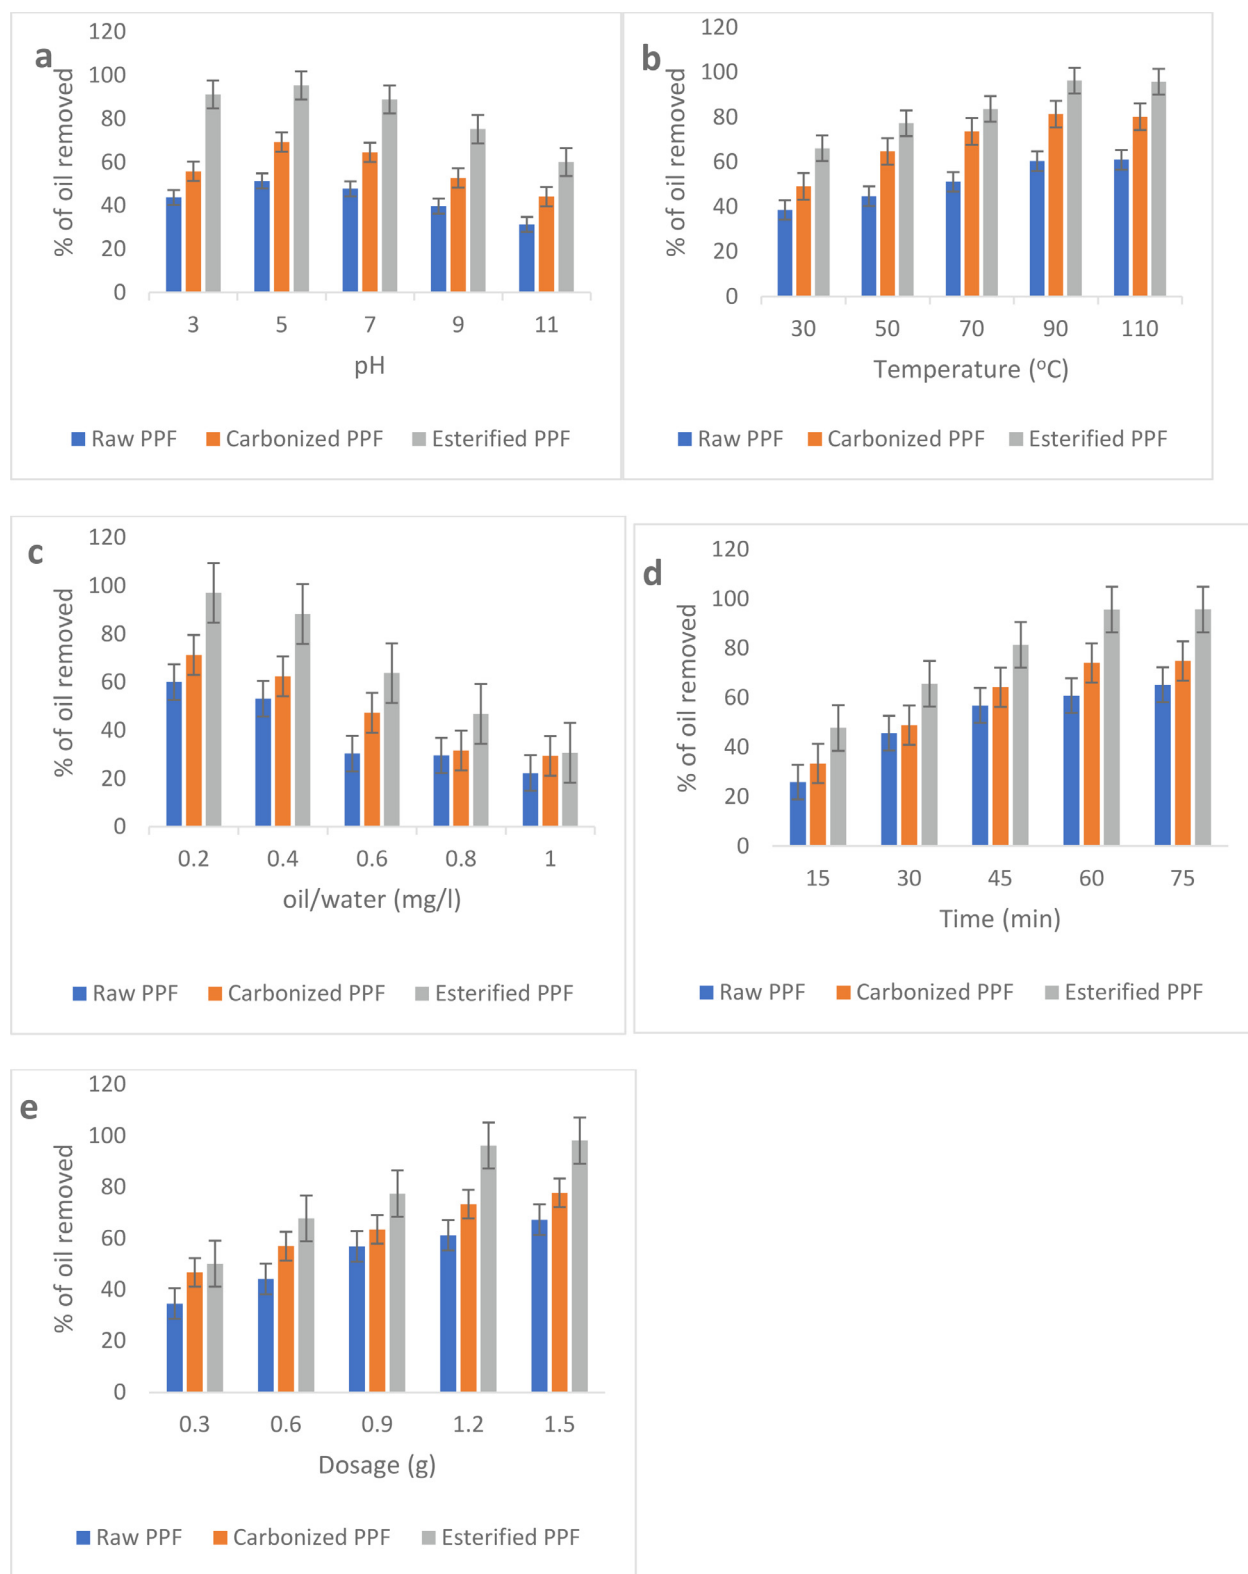 a
% of oil removed
120
100
80
60
40
20
0
3 5 7 9 11
pH
Raw PPF Carbonized PPF Esterified PPF
b
% of oil removed
120
100
80
60
40
20
0
30 50 70 90 110
Temperature (°C)
Raw PPF Carbonized PPF Esterified PPF
c
% of oil removed
120
100
80
60
40
20
0
0.2 0.4 0.6 0.8 1
oil/water (mg/l)
Raw PPF Carbonized PPF Esterified PPF
d
% of oil removed
120
100
80
60
40
20
0
15 30 45 60 75
Time (min)
Raw PPF Carbonized PPF Esterified PPF
e
% of oil removed
120
100
80
60
40
20
0
0.3 0.6 0.9 1.2 1.5
Dosage (g)
Raw PPF Carbonized PPF Esterified PPF